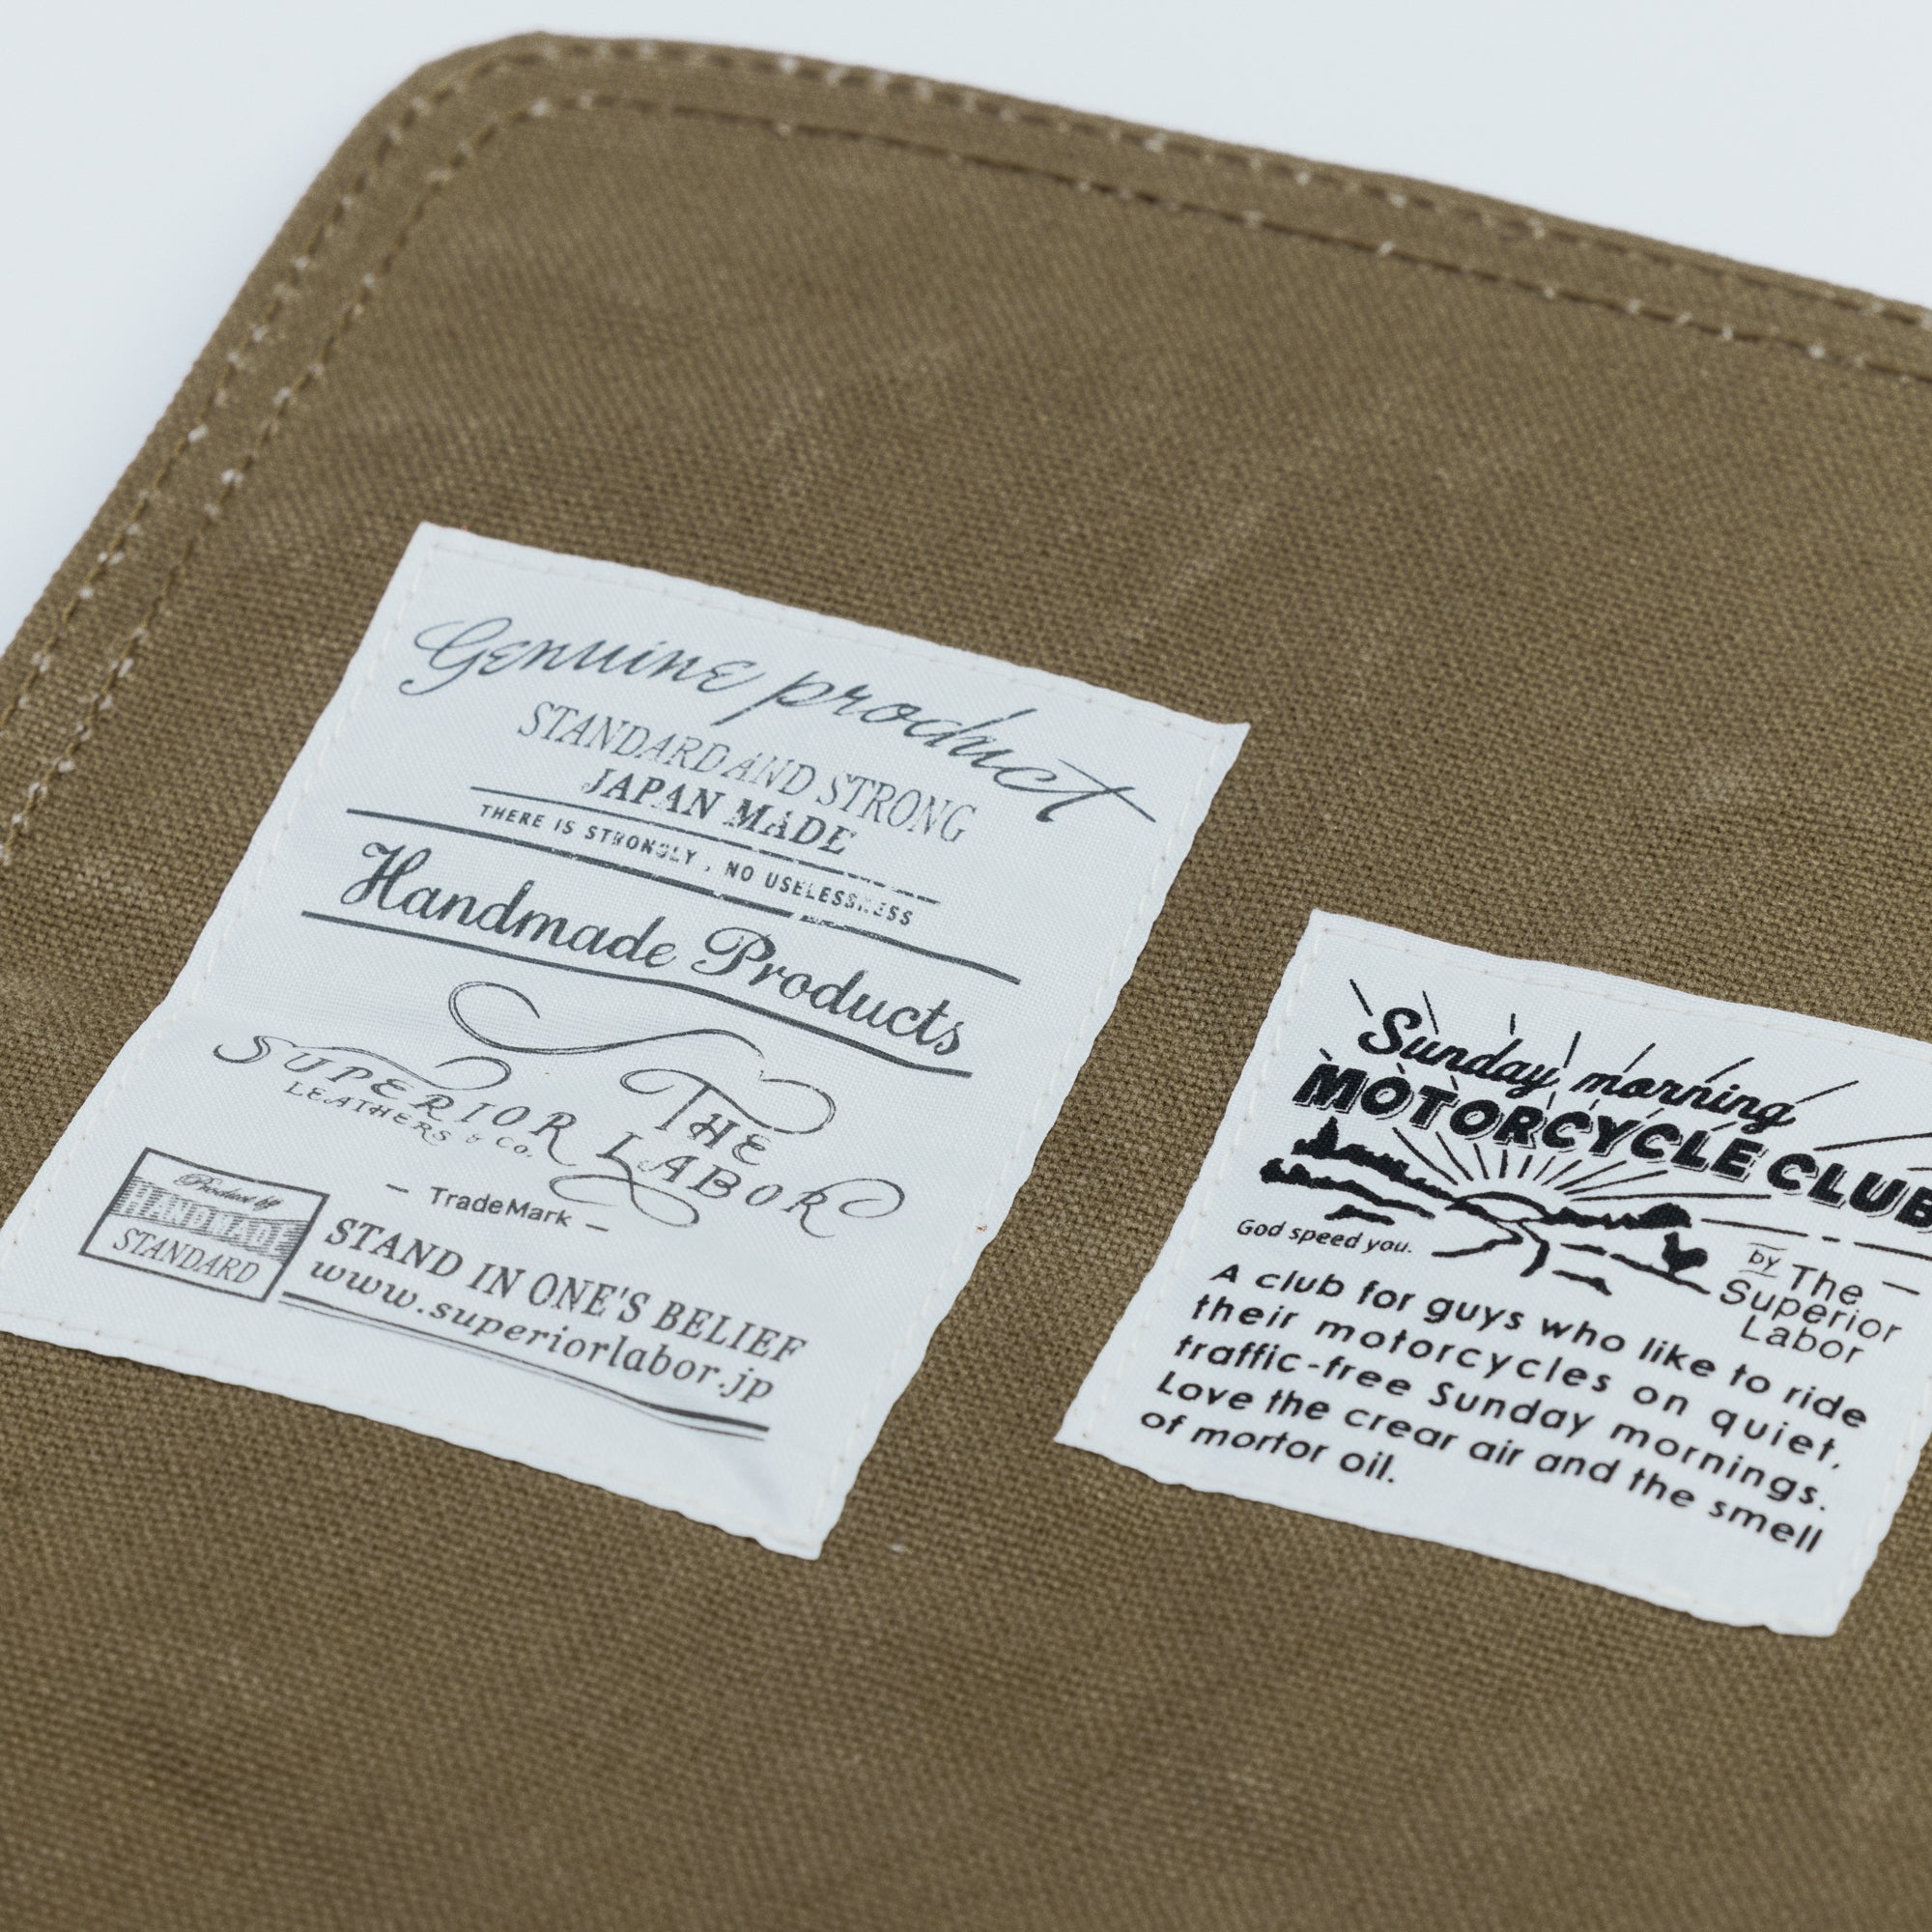 Genuine product
STANDARD AND STRONG
JAPAN MADE
THERE IS STRONGLY , NO USELESSNESS
Handmade Products
THE
SUPERIOR LABOR
LEATHERS & Co.
- TradeMark -
Product by
HANDMADE
STANDARD
STAND IN ONE'S BELIEF
www.superiorlabor.jp
Sunday morning
MOTORCYCLE CLUB
God speed you.
by The
Superior
Labor
A club for guys who like to ride
their motorcycles on quiet,
traffic-free Sunday mornings.
Love the crear air and the smell
of mortor oil.